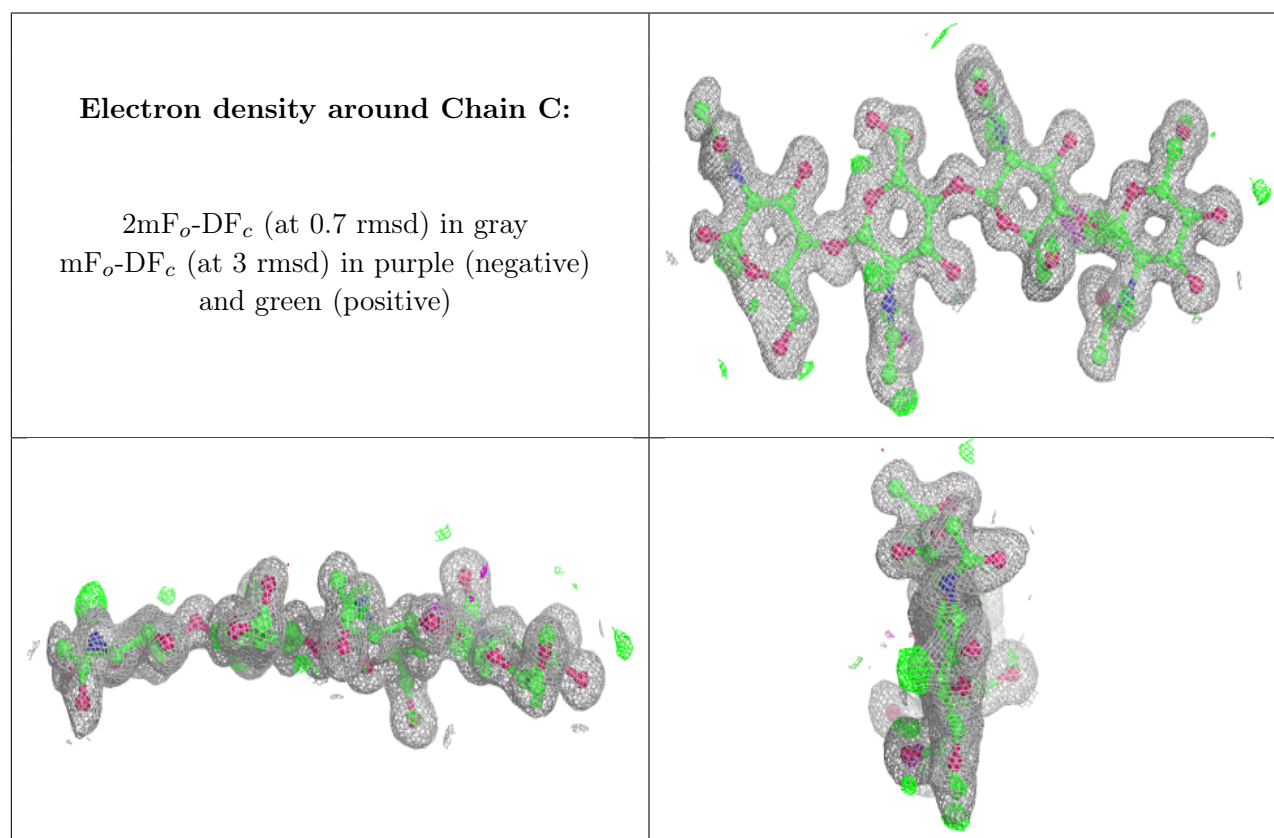 Electron density around Chain C:
2mFₒ-DF𝒸 (at 0.7 rmsd) in gray
mFₒ-DF𝒸 (at 3 rmsd) in purple (negative)
and green (positive)